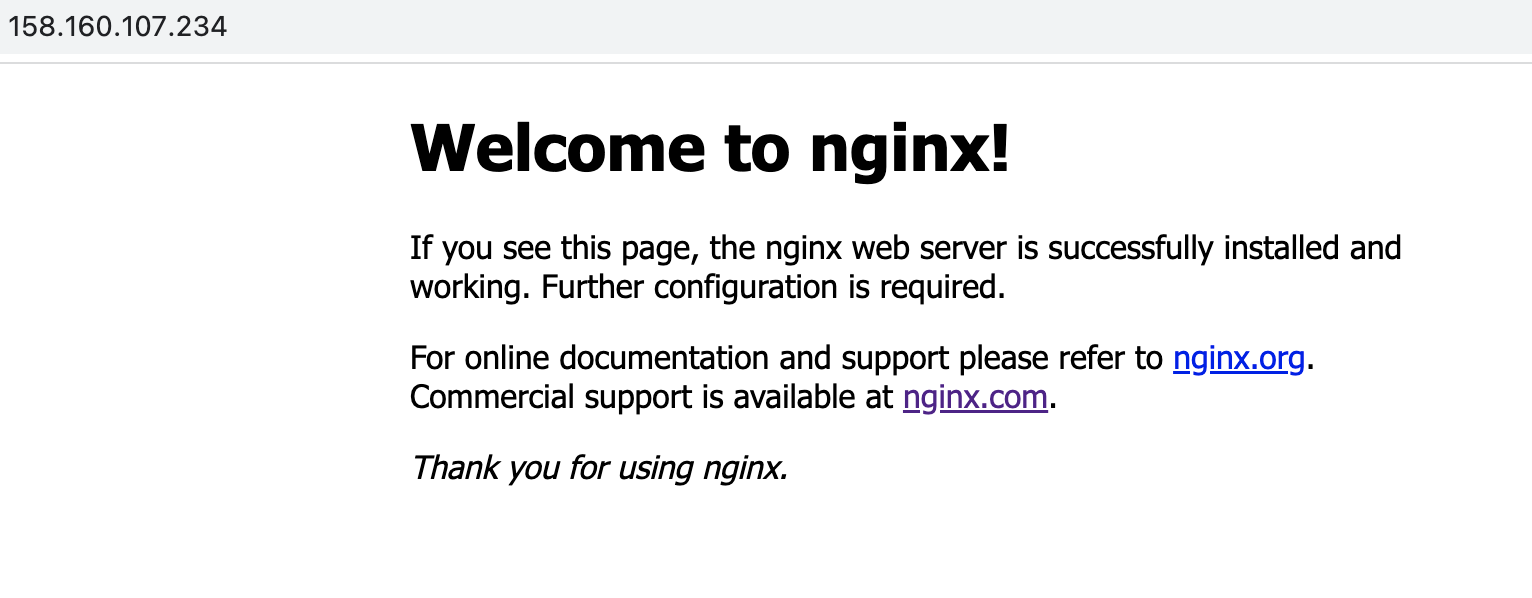 158.160.107.234
Welcome to nginx!
If you see this page, the nginx web server is successfully installed and
working. Further configuration is required.
For online documentation and support please refer to nginx.org.
Commercial support is available at nginx.com.
Thank you for using nginx.